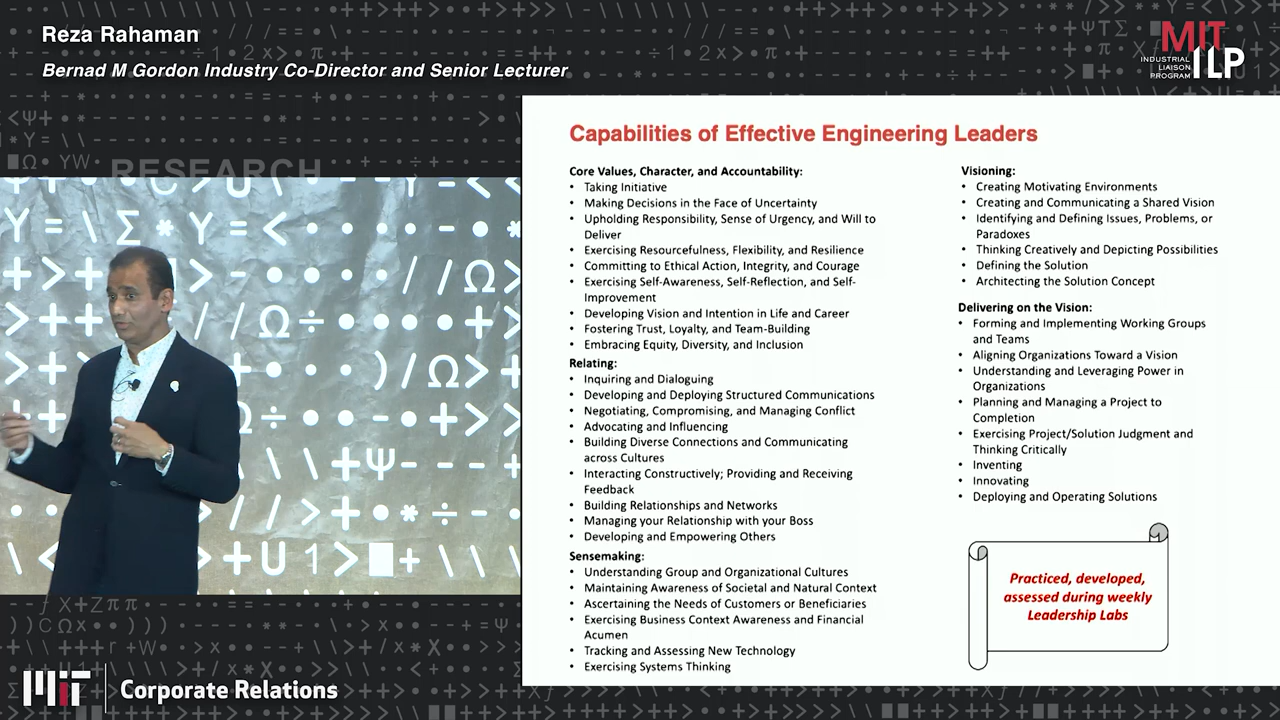 Reza Rahaman
Bernad M Gordon Industry Co-Director and Senior Lecturer
MIT
INDUSTRIAL
LIAISON
PROGRAM
ILP
RESEARCH
Capabilities of Effective Engineering Leaders
Core Values, Character, and Accountability:
• Taking Initiative
• Making Decisions in the Face of Uncertainty
• Upholding Responsibility, Sense of Urgency, and Will to
Deliver
• Exercising Resourcefulness, Flexibility, and Resilience
• Committing to Ethical Action, Integrity, and Courage
• Exercising Self-Awareness, Self-Reflection, and Self-
Improvement
• Developing Vision and Intention in Life and Career
• Fostering Trust, Loyalty, and Team-Building
• Embracing Equity, Diversity, and Inclusion
Relating:
• Inquiring and Dialoguing
• Developing and Deploying Structured Communications
• Negotiating, Compromising, and Managing Conflict
• Advocating and Influencing
• Building Diverse Connections and Communicating
across Cultures
• Interacting Constructively; Providing and Receiving
Feedback
• Building Relationships and Networks
• Managing your Relationship with your Boss
• Developing and Empowering Others
Sensemaking:
• Understanding Group and Organizational Cultures
• Maintaining Awareness of Societal and Natural Context
• Ascertaining the Needs of Customers or Beneficiaries
• Exercising Business Context Awareness and Financial
Acumen
• Tracking and Assessing New Technology
• Exercising Systems Thinking
Visioning:
• Creating Motivating Environments
• Creating and Communicating a Shared Vision
• Identifying and Defining Issues, Problems, or
Paradoxes
• Thinking Creatively and Depicting Possibilities
• Defining the Solution
• Architecting the Solution Concept
Delivering on the Vision:
• Forming and Implementing Working Groups
and Teams
• Aligning Organizations Toward a Vision
• Understanding and Leveraging Power in
Organizations
• Planning and Managing a Project to
Completion
• Exercising Project/Solution Judgment and
Thinking Critically
• Inventing
• Innovating
• Deploying and Operating Solutions
Practiced, developed,
assessed during weekly
Leadership Labs
MIT Corporate Relations